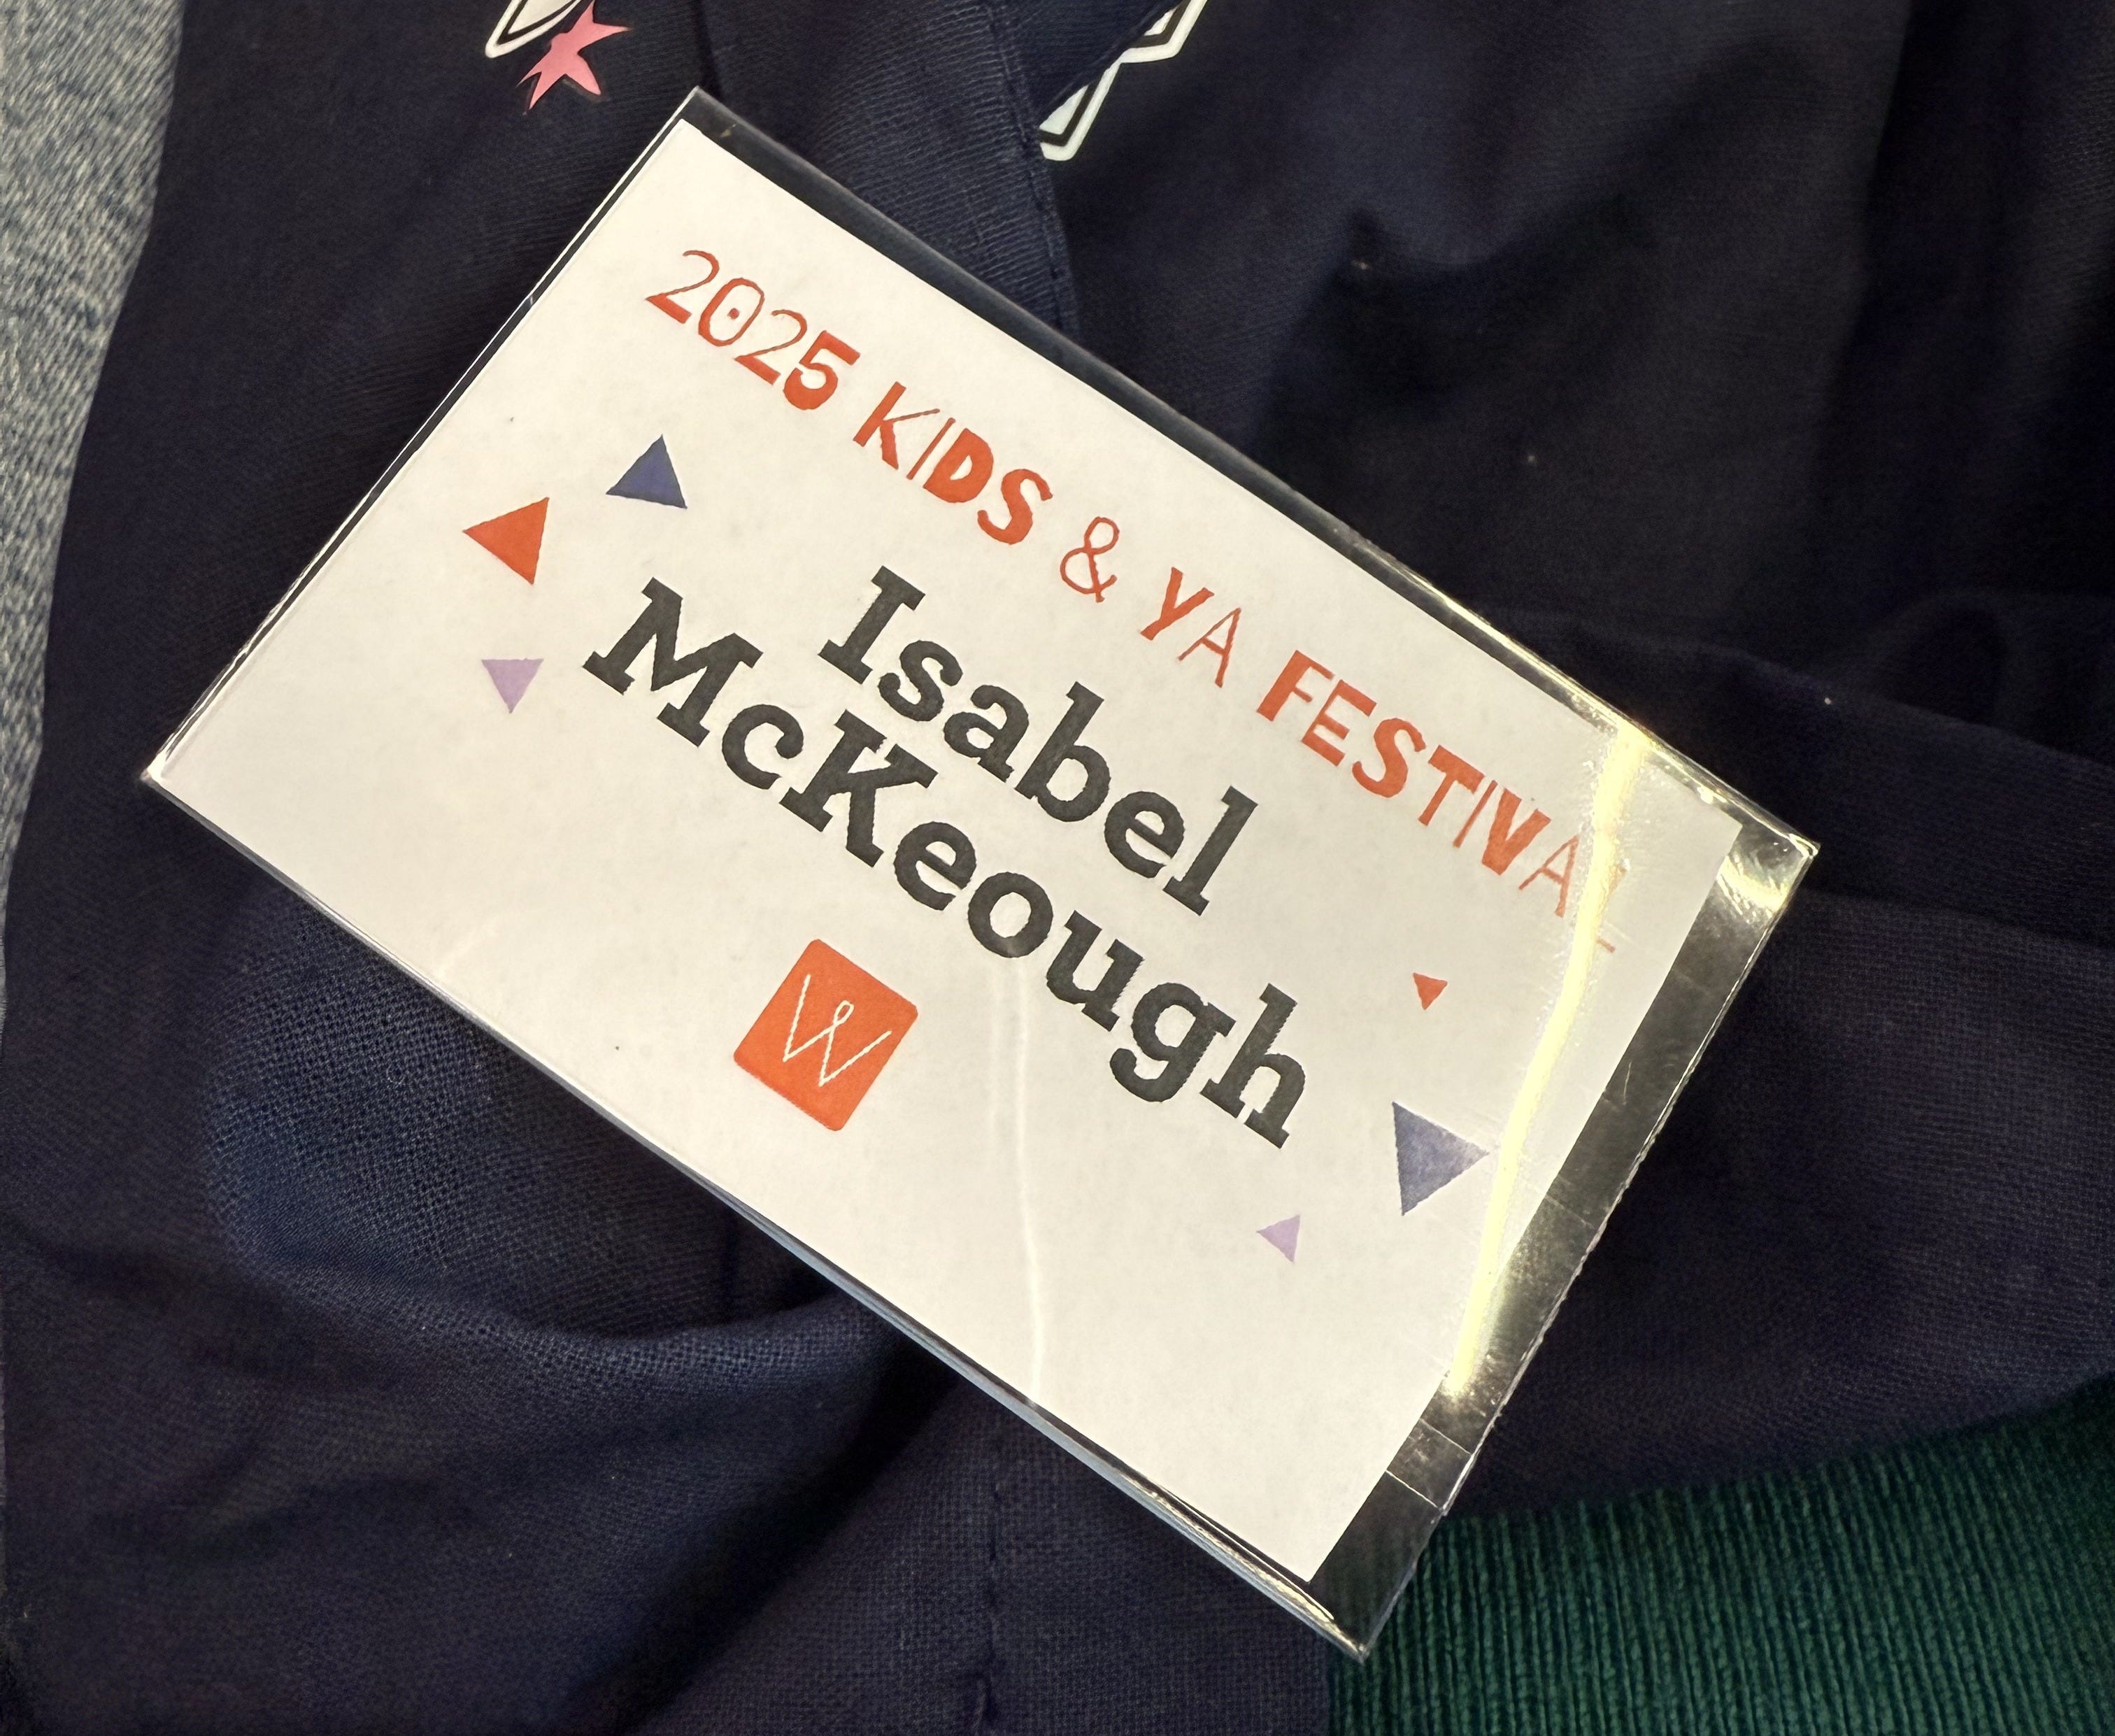 2025 KIDS & YA FESTIVAL
Isabel
McKeough
W